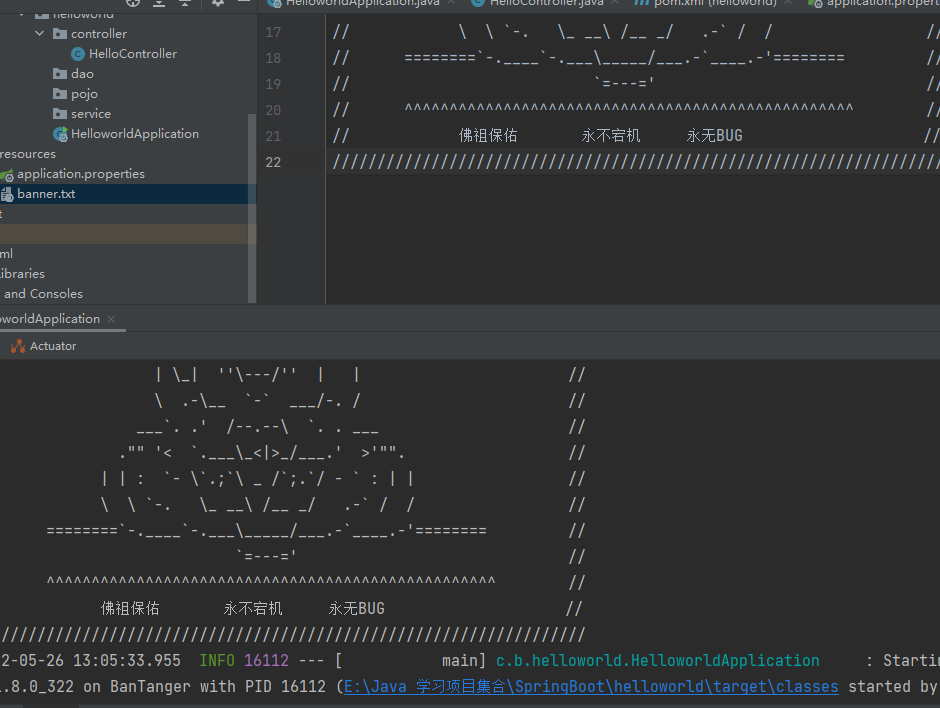 helloworld
HelloworldApplication.java
HelloController.java
pom.xml (helloworld)
application.propert
controller
HelloController
dao
pojo
service
HelloworldApplication
resources
application.properties
banner.txt
t
ml
ibraries
and Consoles
17 //           \  \ `-.   \_ __\ /__ _/   .-` /  /                 //
18 //      ========`-.____`-.___\_____/___.-`____.-'========         //
19 //                           `=---='                              //
20 //      ^^^^^^^^^^^^^^^^^^^^^^^^^^^^^^^^^^^^^^^^^^^^^^^^^^        //
21 //            佛祖保佑       永不宕机     永无BUG                    //
22 ////////////////////////////////////////////////////////////////////
oworldApplication
Actuator
| \_|  ''\---/''  |   |                       //
\  .-\__  `-`  ___/-. /                       //
___`. .'  /--.--\  `. . ___                     //
."" '<  `.___\_<|>_/___.'  >'"".                  //
| | :  `- \`.;`\ _ /`;.`/ - ` : | |                 //
\  \ `-.   \_ __\ /__ _/   .-` /  /                 //
========`-.____`-.___\_____/___.-`____.-'========         //
`=---='                              //
^^^^^^^^^^^^^^^^^^^^^^^^^^^^^^^^^^^^^^^^^^^^^^^^^^        //
佛祖保佑       永不宕机     永无BUG                    //
/////////////////////////////////////////////////////////////////
2-05-26 13:05:33.955  INFO 16112 --- [           main] c.b.helloworld.HelloworldApplication     : Startin
.8.0_322 on BanTanger with PID 16112 (E:\Java 学习项目集合\SpringBoot\helloworld\target\classes started by